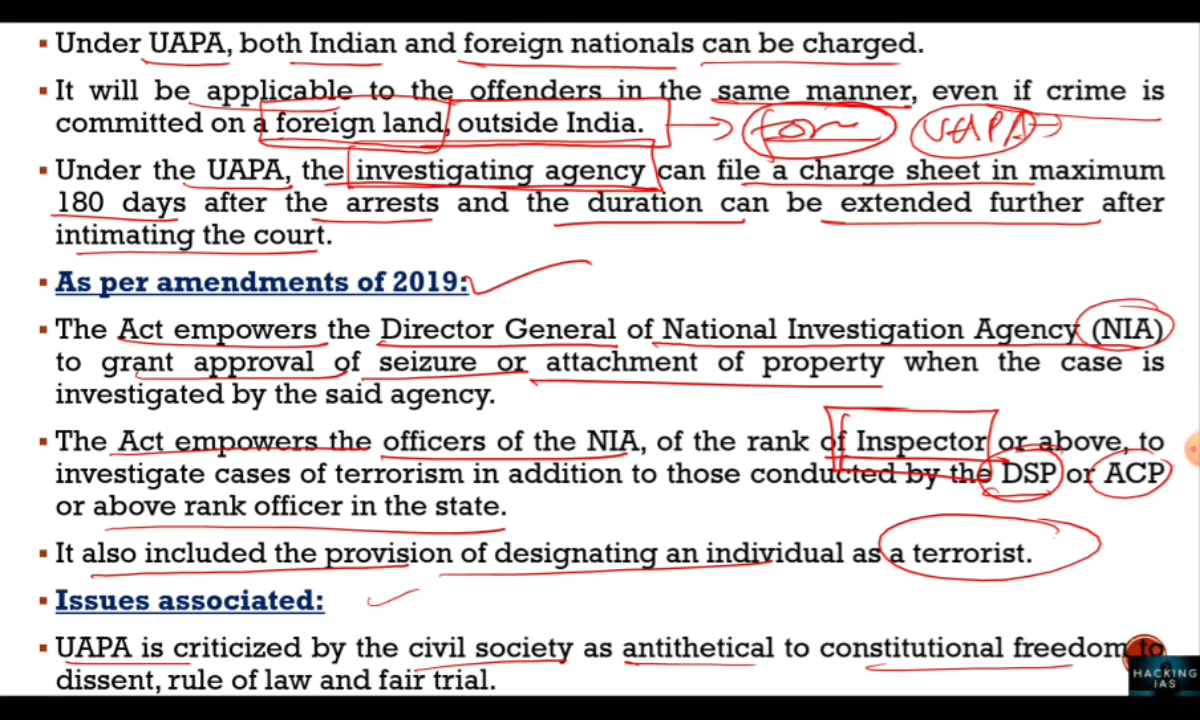 ▪ Under UAPA, both Indian and foreign nationals can be charged.
▪ It will be applicable to the offenders in the same manner, even if crime is
committed on a foreign land, outside India. UAPA
▪ Under the UAPA, the investigating agency can file a charge sheet in maximum
180 days after the arrests and the duration can be extended further after
intimating the court.
▪ As per amendments of 2019:
▪ The Act empowers the Director General of National Investigation Agency (NIA)
to grant approval of seizure or attachment of property when the case is
investigated by the said agency.
▪ The Act empowers the officers of the NIA, of the rank of Inspector or above, to
investigate cases of terrorism in addition to those conducted by the DSP or ACP
or above rank officer in the state.
▪ It also included the provision of designating an individual as a terrorist.
▪ Issues associated:
▪ UAPA is criticized by the civil society as antithetical to constitutional freedom to
dissent, rule of law and fair trial.
HACKING
IAS